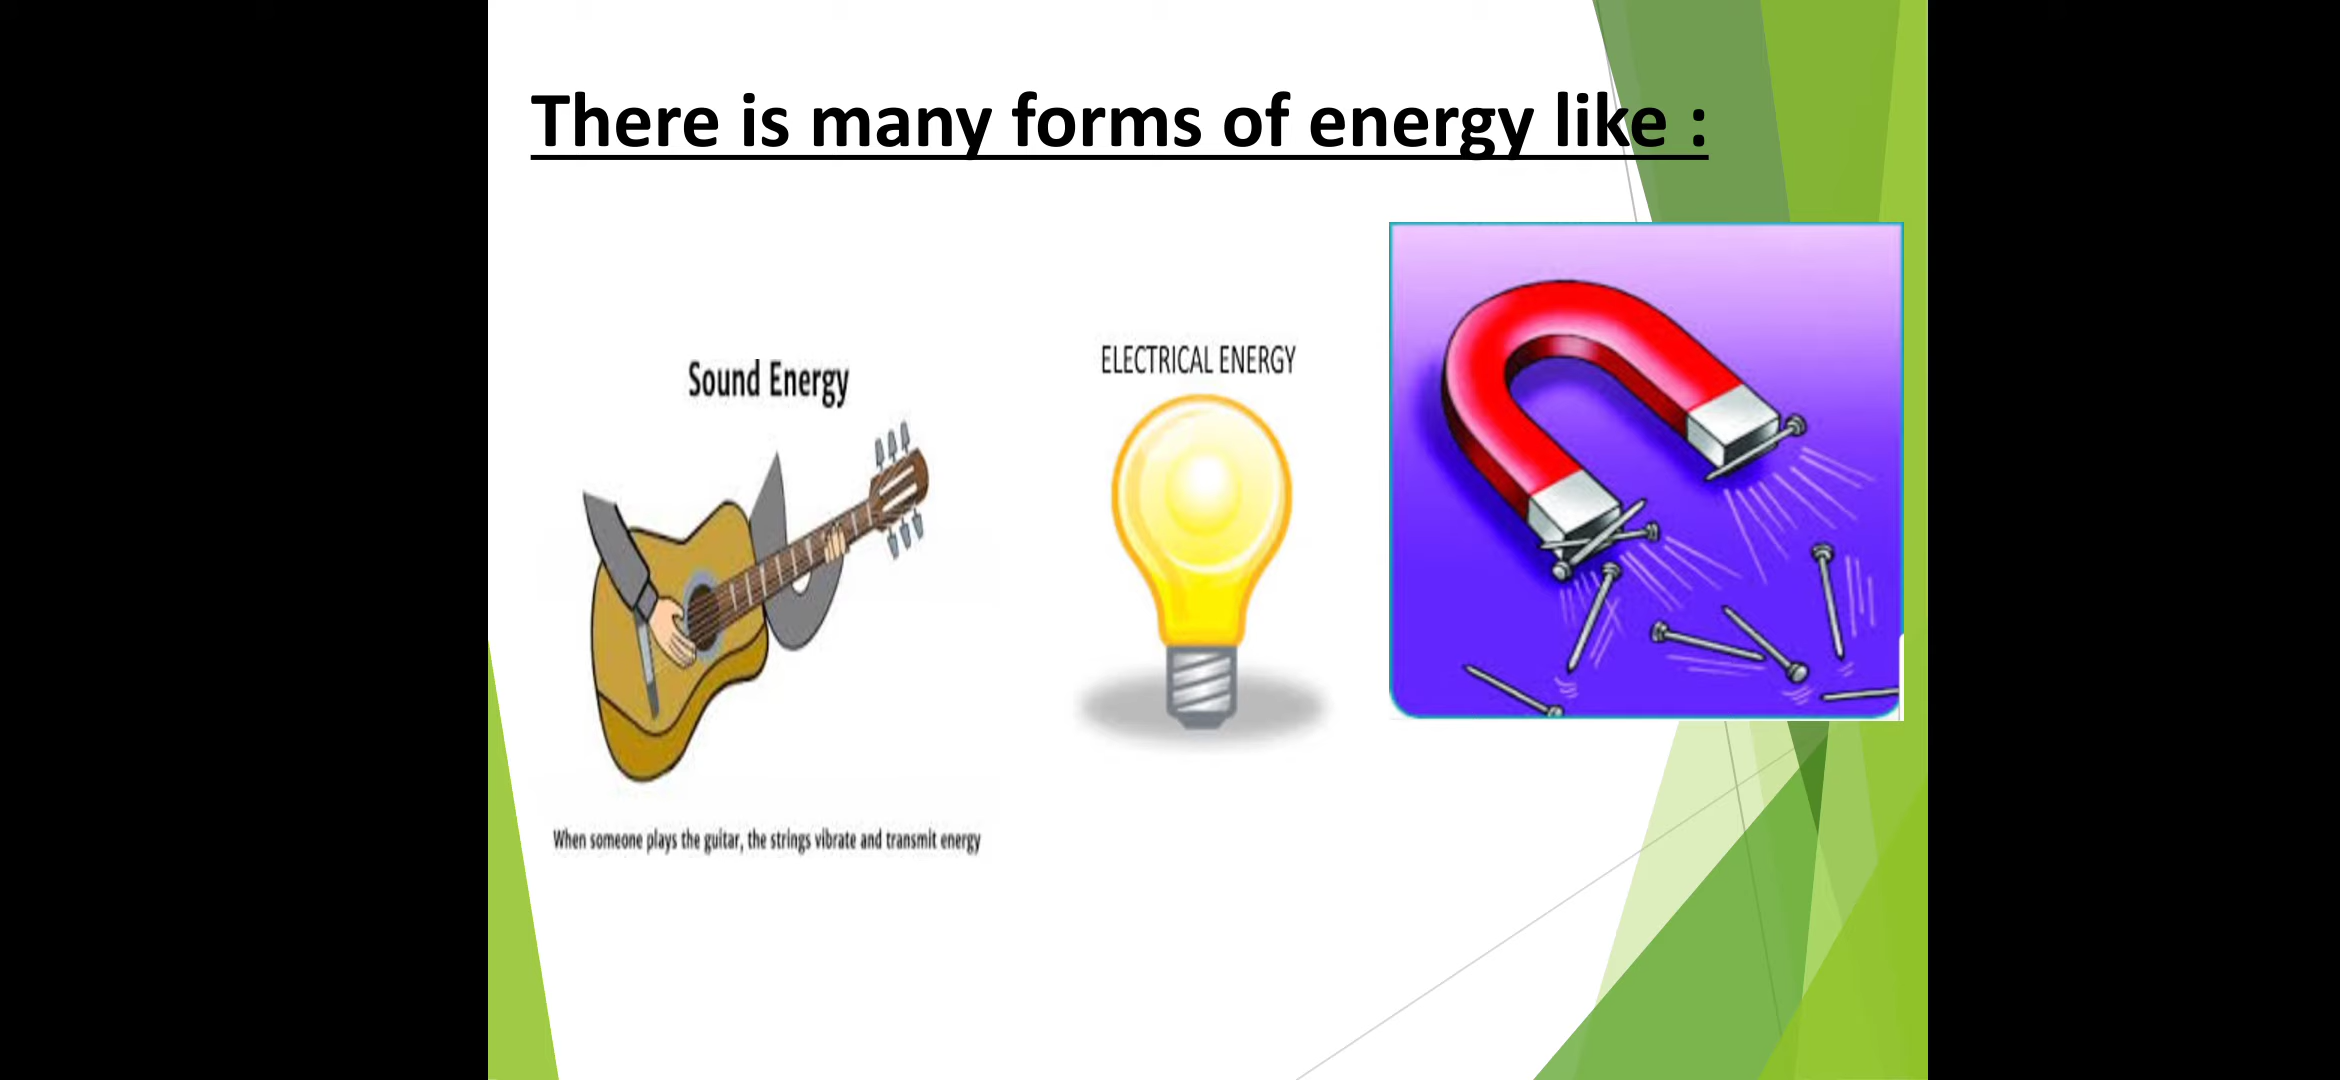 There is many forms of energy like :
Sound Energy
ELECTRICAL ENERGY
When someone plays the guitar, the strings vibrate and transmit energy